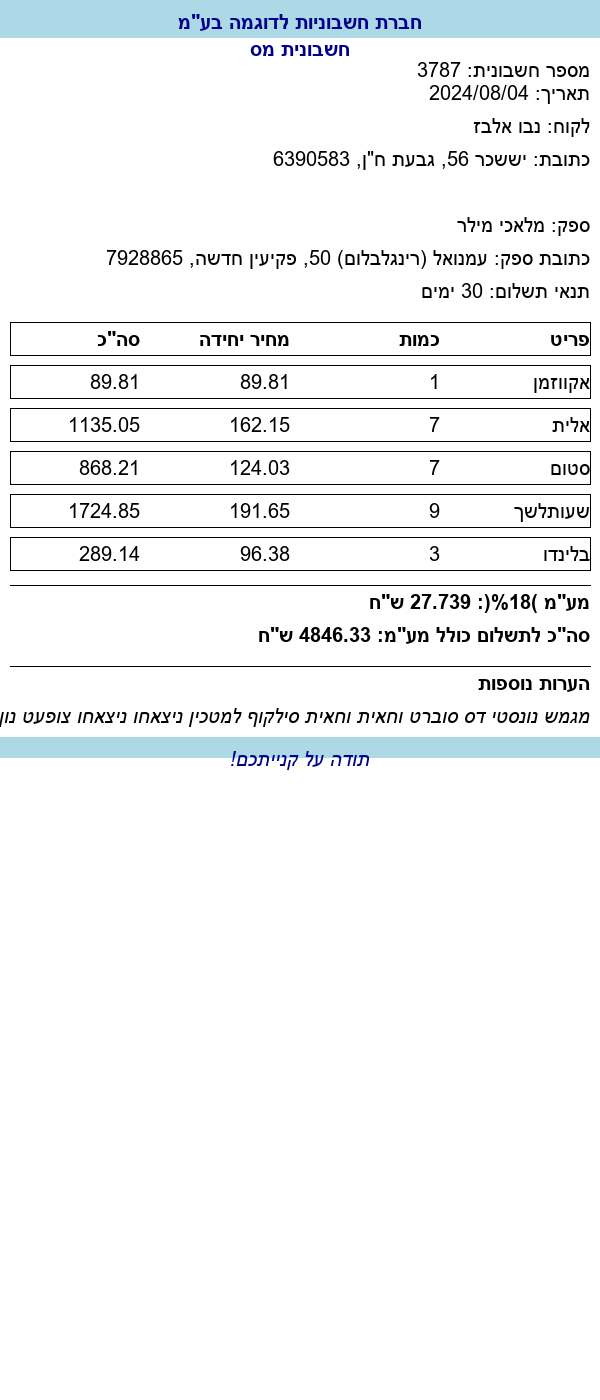 חברת חשבוניות לדוגמה בע"מ
חשבונית מס
מספר חשבונית: 3787
תאריך: 2024/08/04
לקוח: נבו אלבז
כתובת: יששכר 56, גבעת ח"ן, 6390583
ספק: מלאכי מילר
כתובת ספק: עמנואל (רינגלבלום) 50, פקיעין חדשה, 7928865
תנאי תשלום: 30 ימים
פריט כמות מחיר יחידה סה"כ
אקווזמן 1 89.81 89.81
אלית 7 162.15 1135.05
סטום 7 124.03 868.21
שעותלשך 9 191.65 1724.85
בלינדו 3 96.38 289.14
מע"מ )18%(: 27.739 ש"ח
סה"כ לתשלום כולל מע"מ: 4846.33 ש"ח
הערות נוספות
מגמש נונסטי דס סוברט וחאית וחאית סילקוף למטכין ניצאחו ניצאחו צופעט נון
תודה על קנייתכם!